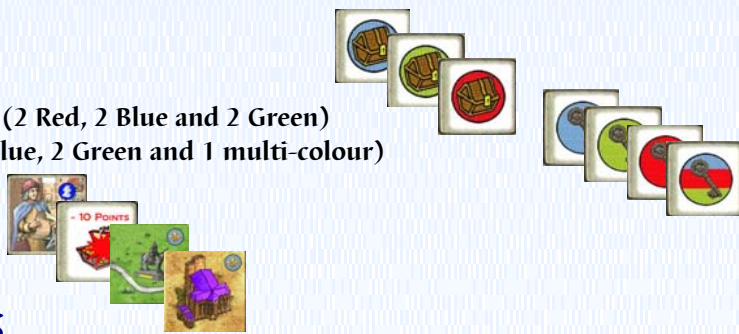 (2 Red, 2 Blue and 2 Green)
lue, 2 Green and 1 multi-colour)
- 10 POINTS